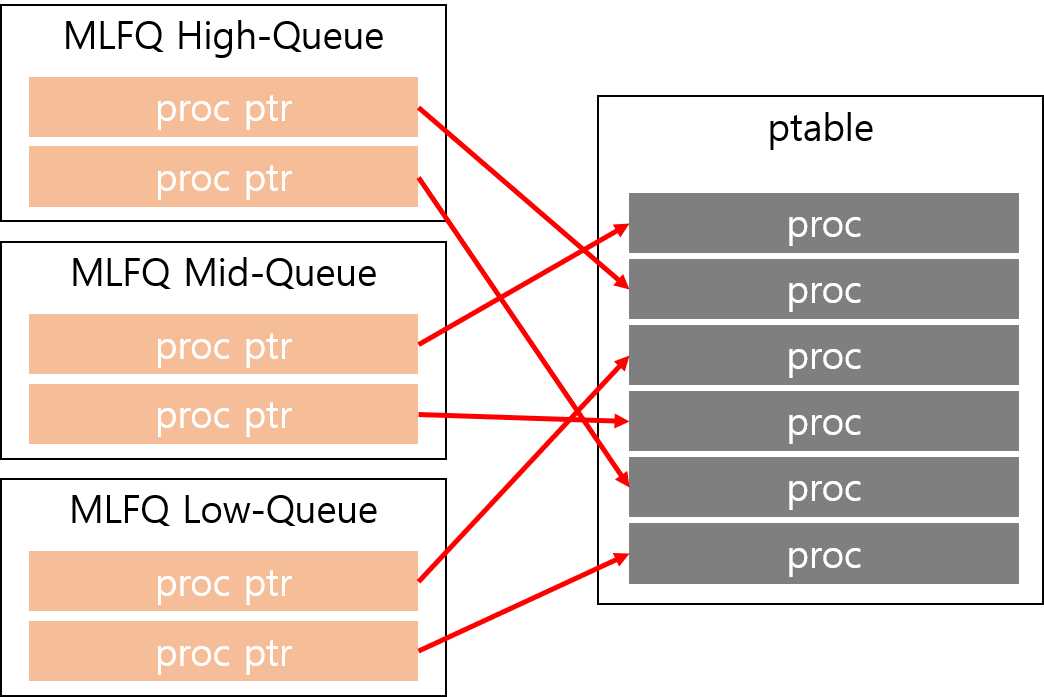 MLFQ High-Queue
proc ptr
proc ptr
MLFQ Mid-Queue
proc ptr
proc ptr
MLFQ Low-Queue
proc ptr
proc ptr
ptable
proc
proc
proc
proc
proc
proc